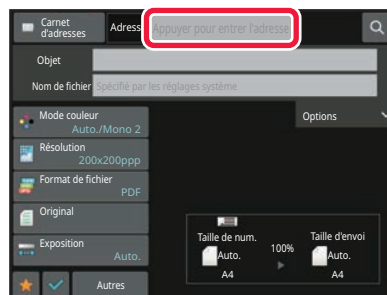 Carnet
d'adresses
Adress
Appuyer pour entrer l'adresse
Objet
Nom de fichier
Spécifié par les réglages système
Mode couleur
Auto./Mono 2
Options
Résolution
200x200ppp
Format de fichier
PDF
Original
Exposition
Auto.
Taille de num.
Auto.
A4
100%
Taille d'envoi
Auto.
A4
Autres